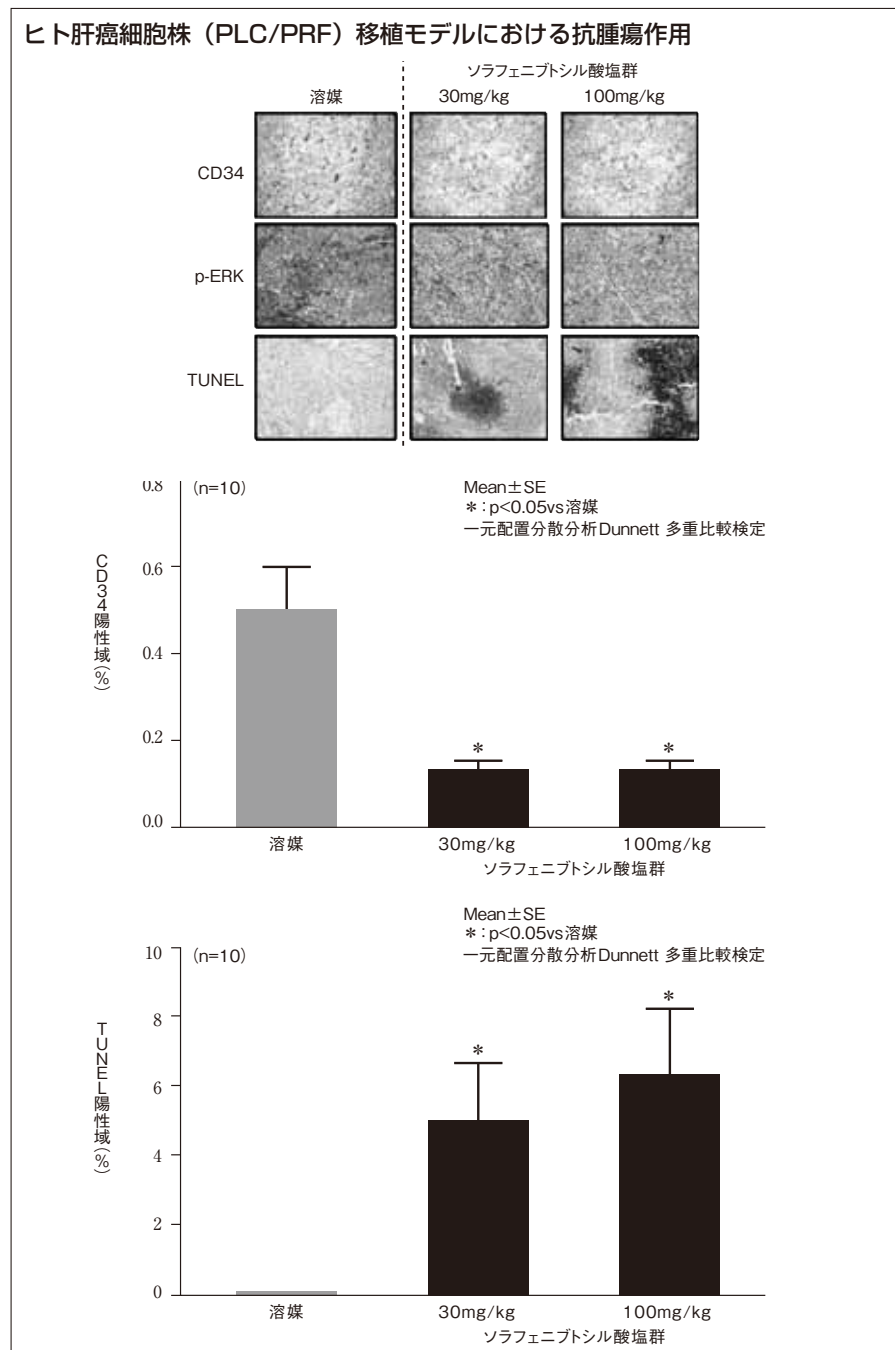 ヒト肝癌細胞株（PLC/PRF）移植モデルにおける抗腫瘍作用
ソラフェニブトシル酸塩群
溶媒 30mg/kg 100mg/kg
CD34
p-ERK
TUNEL
(n=10)
Mean±SE
＊：p<0.05vs溶媒
一元配置分散分析Dunnett 多重比較検定
CD34陽性域(%)
0.8
0.6
0.4
0.2
0.0
＊ ＊
溶媒 30mg/kg 100mg/kg
ソラフェニブトシル酸塩群
Mean±SE
＊：p<0.05vs溶媒
一元配置分散分析Dunnett 多重比較検定
(n=10)
TUNEL陽性域(%)
10
8
6
4
2
0
＊ ＊
溶媒 30mg/kg 100mg/kg
ソラフェニブトシル酸塩群